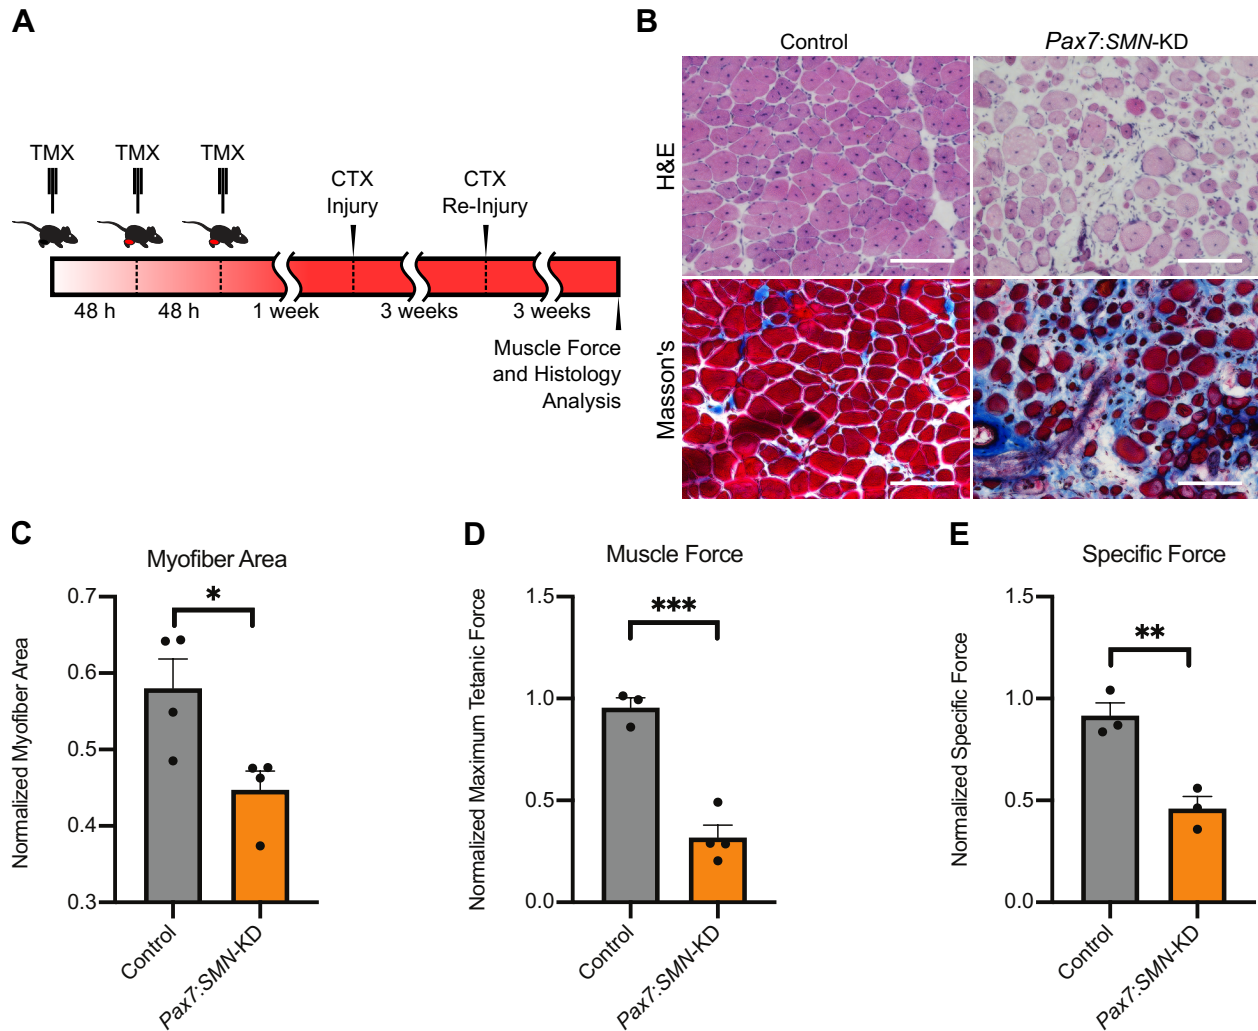 A
TMX TMX TMX
CTX
Injury
CTX
Re-Injury
48 h 48 h 1 week 3 weeks 3 weeks
Muscle Force
and Histology
Analysis
B
Control Pax7:SMN-KD
H&E
Masson's
C
Myofiber Area
Normalized Myofiber Area
0.7
0.6
0.5
0.4
0.3
*
Control Pax7:SMN-KD
D
Muscle Force
Normalized Maximum Tetanic Force
1.5
1.0
0.5
0.0
***
Control Pax7:SMN-KD
E
Specific Force
Normalized Specific Force
1.5
1.0
0.5
0.0
**
Control Pax7:SMN-KD